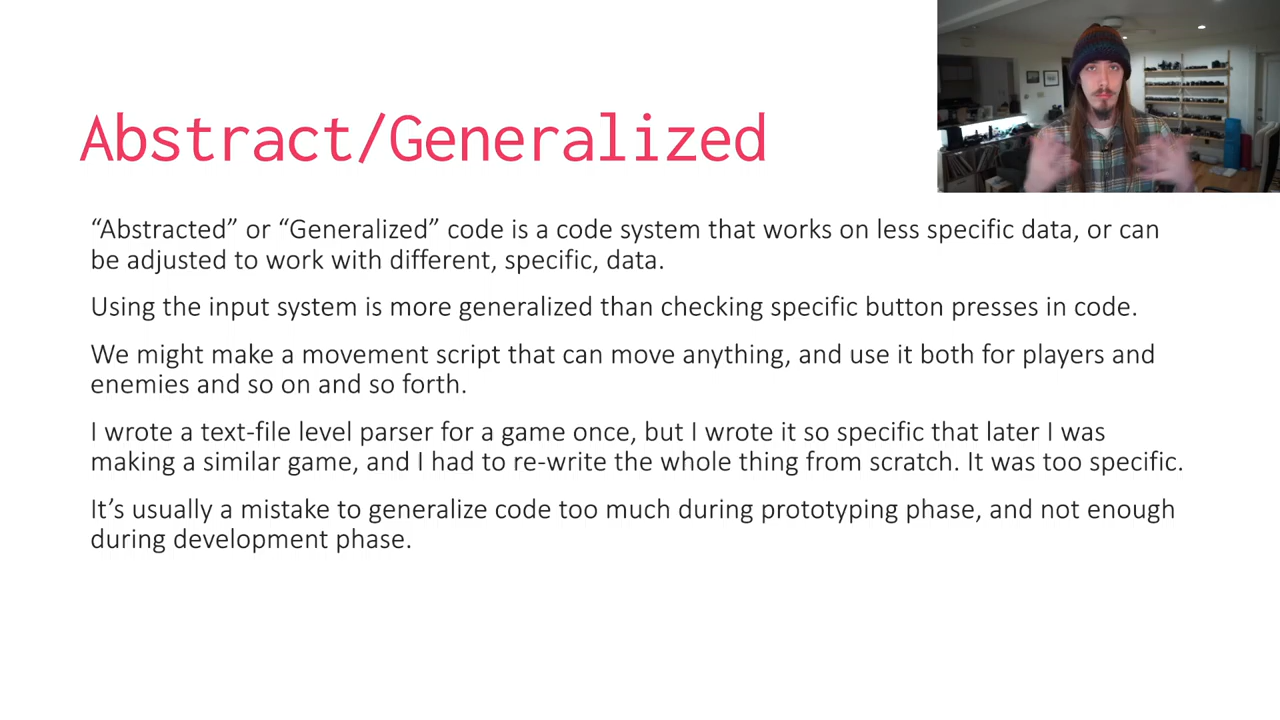 Abstract/Generalized
“Abstracted” or “Generalized” code is a code system that works on less specific data, or can
be adjusted to work with different, specific, data.
Using the input system is more generalized than checking specific button presses in code.
We might make a movement script that can move anything, and use it both for players and
enemies and so on and so forth.
I wrote a text-file level parser for a game once, but I wrote it so specific that later I was
making a similar game, and I had to re-write the whole thing from scratch. It was too specific.
It’s usually a mistake to generalize code too much during prototyping phase, and not enough
during development phase.